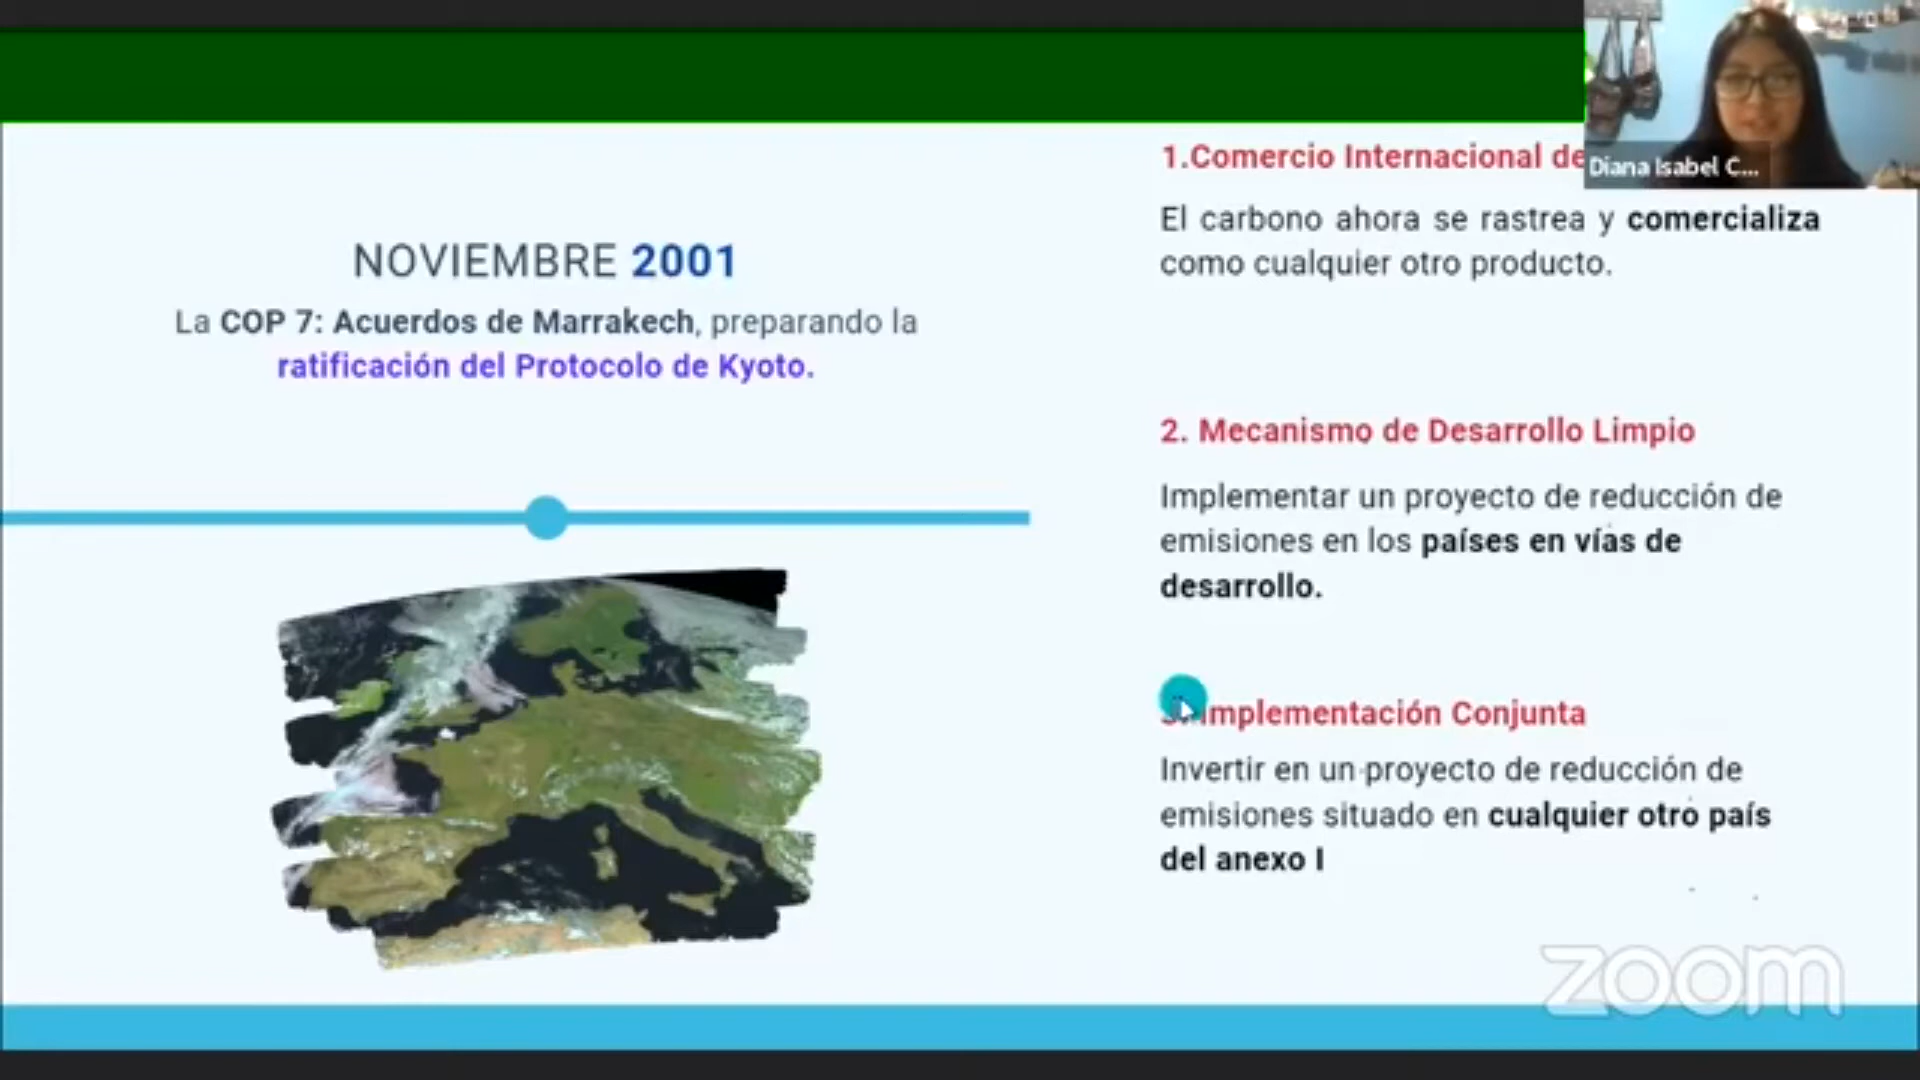 NOVIEMBRE 2001
La COP 7: Acuerdos de Marrakech, preparando la
ratificación del Protocolo de Kyoto.
1.Comercio Internacional de
El carbono ahora se rastrea y comercializa
como cualquier otro producto.
2. Mecanismo de Desarrollo Limpio
Implementar un proyecto de reducción de
emisiones en los países en vías de
desarrollo.
3. Implementación Conjunta
Invertir en un proyecto de reducción de
emisiones situado en cualquier otro país
del anexo I
Diana Isabel C...
zoom